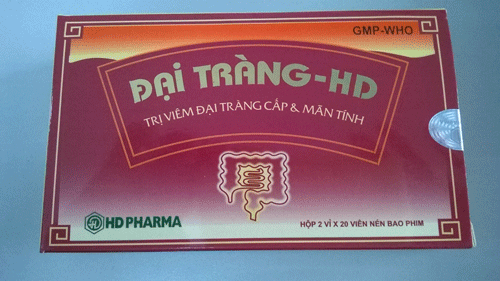 GMP-WHO
ĐẠI TRÀNG-HD
TRỊ VIÊM ĐẠI TRÀNG CẤP & MÃN TÍNH
HD PHARMA
HỘP 2 VỈ X 20 VIÊN NÉN BAO PHIM